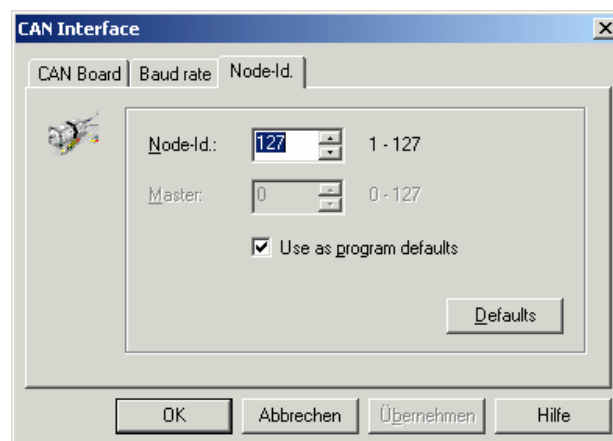 CAN Interface
CAN Board Baud rate Node-Id.
Node-Id.: 127 1 - 127
Master: 0 0 - 127
Use as program defaults
Defaults
OK Abbrechen Übernehmen Hilfe